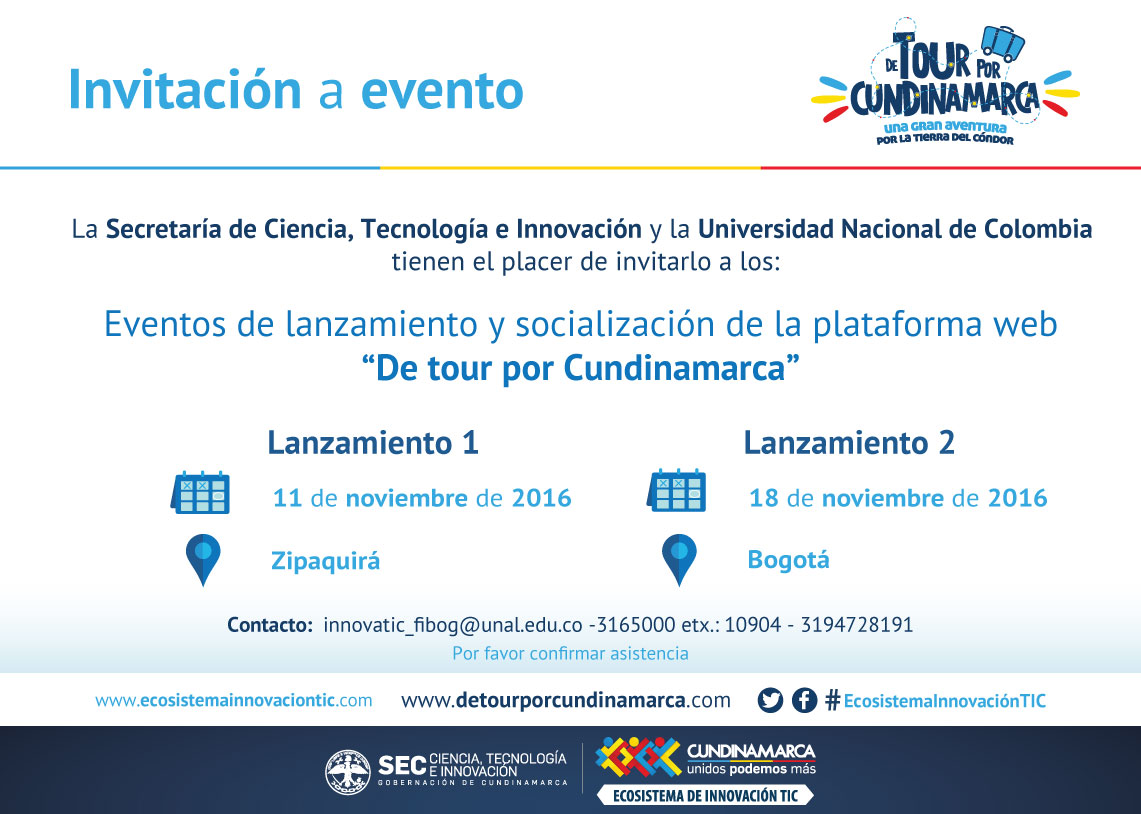 Invitación a evento
DE TOUR POR
CUNDINAMARCA
UNA GRAN AVENTURA
POR LA TIERRA DEL CÓNDOR
La Secretaría de Ciencia, Tecnología e Innovación y la Universidad Nacional de Colombia
tienen el placer de invitarlo a los:
Eventos de lanzamiento y socialización de la plataforma web
“De tour por Cundinamarca”
Lanzamiento 1
11 de noviembre de 2016
Zipaquirá
Lanzamiento 2
18 de noviembre de 2016
Bogotá
Contacto: innovatic_fibog@unal.edu.co -3165000 etx.: 10904 - 3194728191
Por favor confirmar asistencia
www.ecosistemainnovaciontic.com www.detourporcundinamarca.com #EcosistemaInnovaciónTIC
SEC CIENCIA, TECNOLOGÍA
E INNOVACIÓN
GOBERNACIÓN DE CUNDINAMARCA
CUNDINAMARCA
unidos podemos más
ECOSISTEMA DE INNOVACIÓN TIC